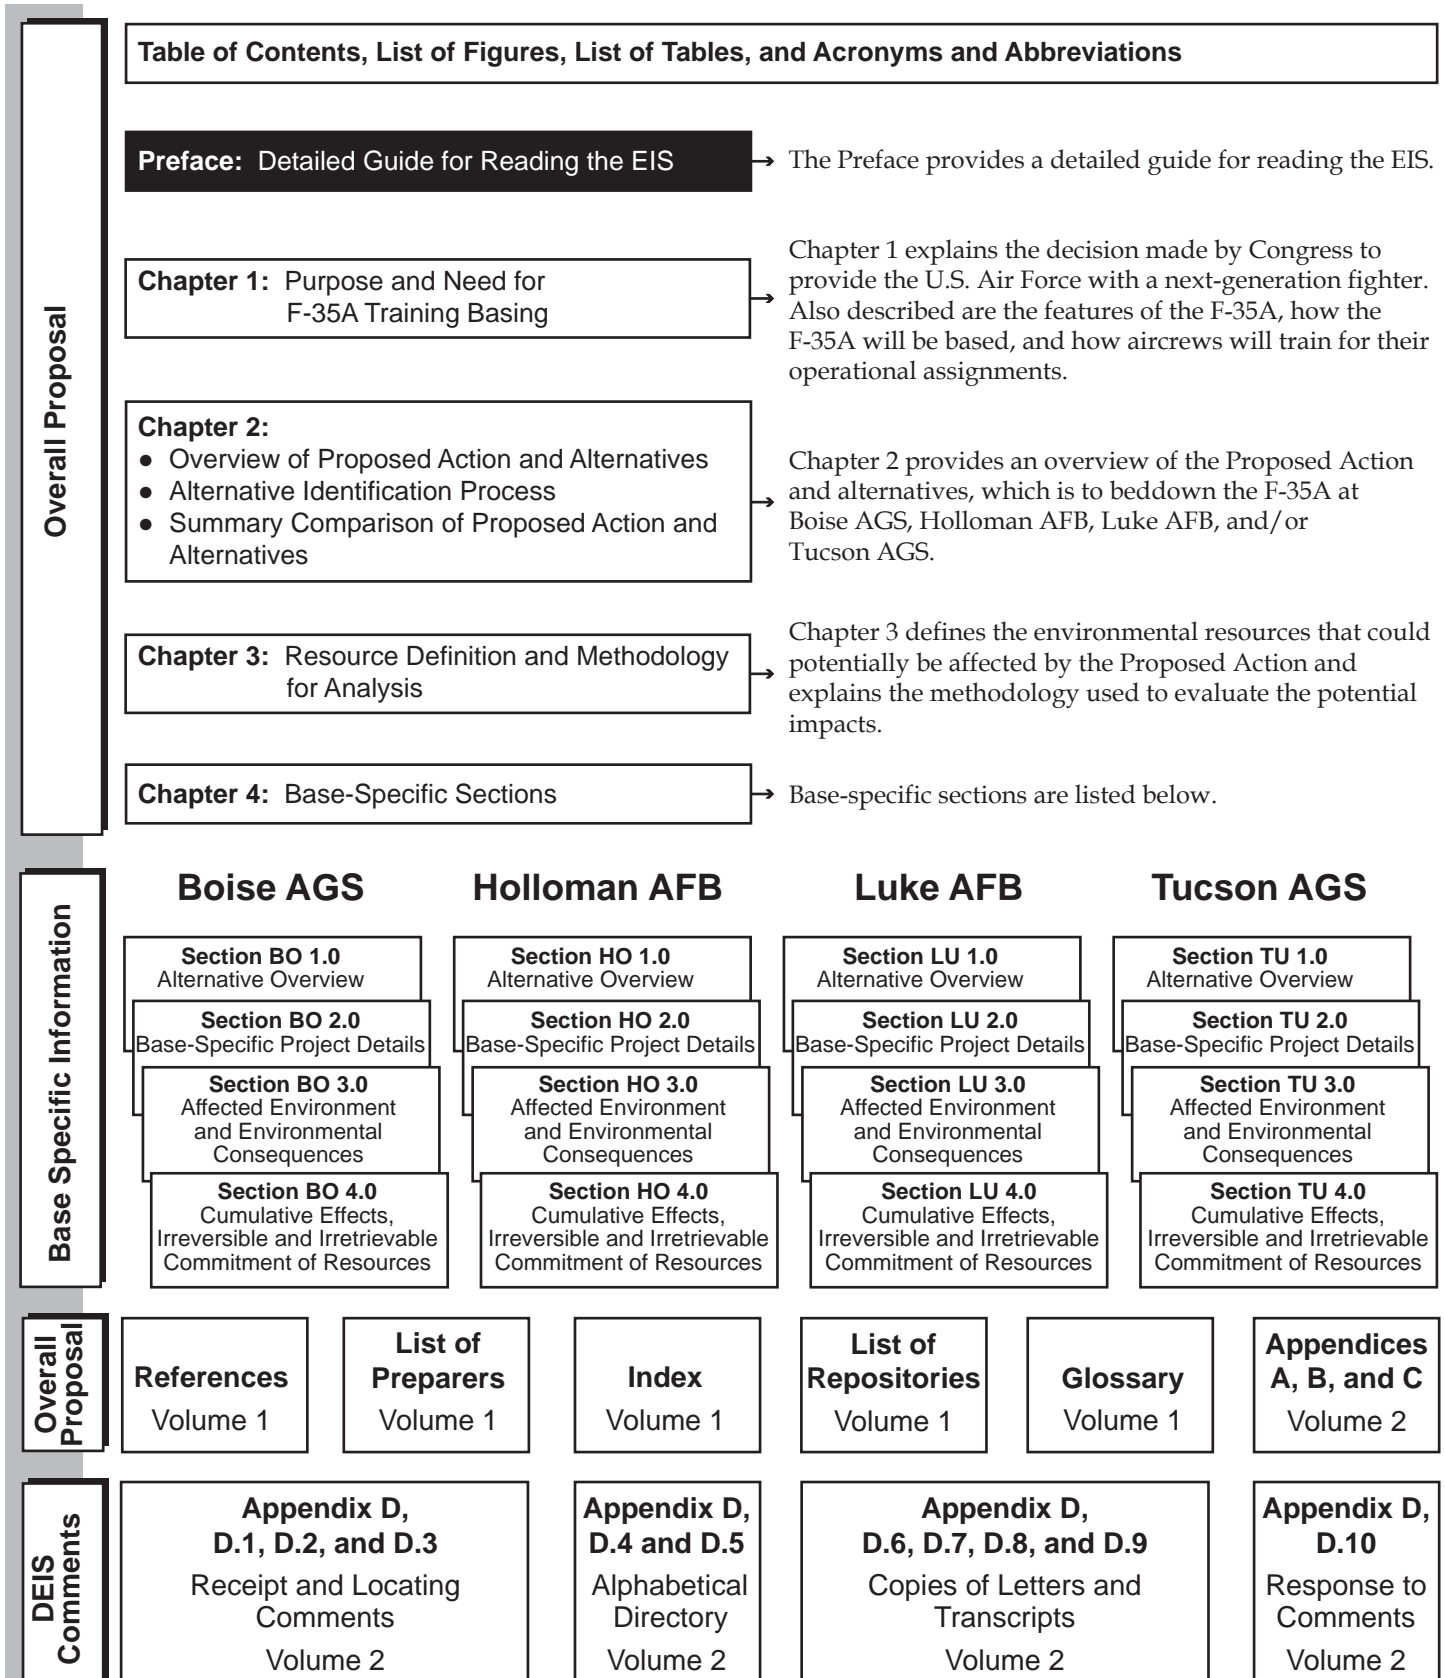 Table of Contents, List of Figures, List of Tables, and Acronyms and Abbreviations
Overall Proposal
Preface: Detailed Guide for Reading the EIS
The Preface provides a detailed guide for reading the EIS.
Chapter 1: Purpose and Need for
F-35A Training Basing
Chapter 1 explains the decision made by Congress to
provide the U.S. Air Force with a next-generation fighter.
Also described are the features of the F-35A, how the
F-35A will be based, and how aircrews will train for their
operational assignments.
Chapter 2:
● Overview of Proposed Action and Alternatives
● Alternative Identification Process
● Summary Comparison of Proposed Action and
Alternatives
Chapter 2 provides an overview of the Proposed Action
and alternatives, which is to beddown the F-35A at
Boise AGS, Holloman AFB, Luke AFB, and/or
Tucson AGS.
Chapter 3: Resource Definition and Methodology
for Analysis
Chapter 3 defines the environmental resources that could
potentially be affected by the Proposed Action and
explains the methodology used to evaluate the potential
impacts.
Chapter 4: Base-Specific Sections
Base-specific sections are listed below.
Base Specific Information
Boise AGS
Section BO 1.0
Alternative Overview
Section BO 2.0
Base-Specific Project Details
Section BO 3.0
Affected Environment
and Environmental
Consequences
Section BO 4.0
Cumulative Effects,
Irreversible and Irretrievable
Commitment of Resources
Holloman AFB
Section HO 1.0
Alternative Overview
Section HO 2.0
Base-Specific Project Details
Section HO 3.0
Affected Environment
and Environmental
Consequences
Section HO 4.0
Cumulative Effects,
Irreversible and Irretrievable
Commitment of Resources
Luke AFB
Section LU 1.0
Alternative Overview
Section LU 2.0
Base-Specific Project Details
Section LU 3.0
Affected Environment
and Environmental
Consequences
Section LU 4.0
Cumulative Effects,
Irreversible and Irretrievable
Commitment of Resources
Tucson AGS
Section TU 1.0
Alternative Overview
Section TU 2.0
Base-Specific Project Details
Section TU 3.0
Affected Environment
and Environmental
Consequences
Section TU 4.0
Cumulative Effects,
Irreversible and Irretrievable
Commitment of Resources
Overall
Proposal
References
Volume 1
List of
Preparers
Volume 1
Index
Volume 1
List of
Repositories
Volume 1
Glossary
Volume 1
Appendices
A, B, and C
Volume 2
DEIS
Comments
Appendix D,
D.1, D.2, and D.3
Receipt and Locating
Comments
Volume 2
Appendix D,
D.4 and D.5
Alphabetical
Directory
Volume 2
Appendix D,
D.6, D.7, D.8, and D.9
Copies of Letters and
Transcripts
Volume 2
Appendix D,
D.10
Response to
Comments
Volume 2